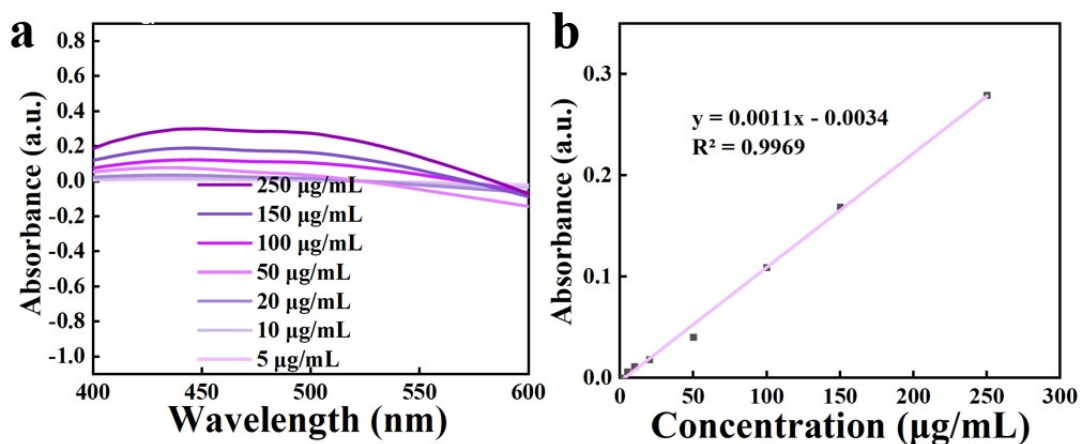 a
0.8
0.6
0.4
0.2
0.0
-0.2
-0.4
-0.6
-0.8
-1.0
Absorbance (a.u.)
250 μg/mL
150 μg/mL
100 μg/mL
50 μg/mL
20 μg/mL
10 μg/mL
5 μg/mL
400
450
500
550
600
Wavelength (nm)
b
0.3
0.2
0.1
0.0
Absorbance (a.u.)
y = 0.0011x - 0.0034
R² = 0.9969
0
50
100
150
200
250
300
Concentration (μg/mL)